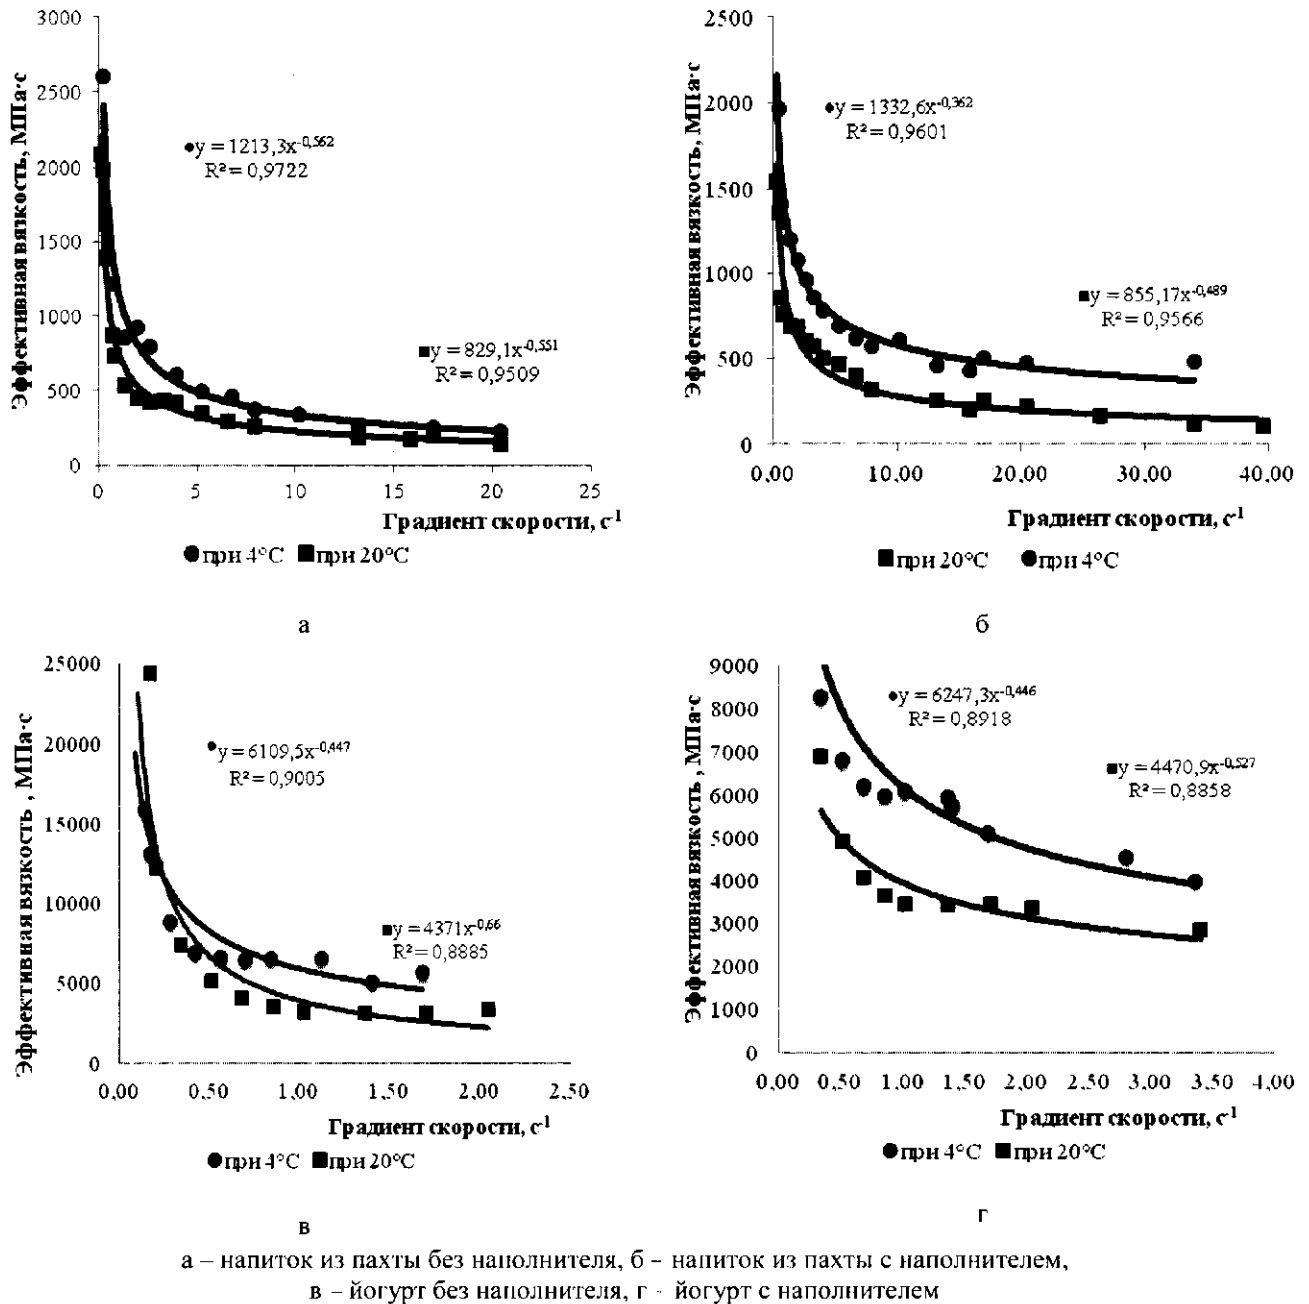 Эффективная вязкость, МПа·с
3000
2500
2000
1500
1000
500
0
y = 1213,3x-0,562
R² = 0,9722
y = 829,1x-0,551
R² = 0,9509
0 5 10 15 20 25
Градиент скорости, с-1
при 4°С при 20°С
а
Эффективная вязкость, МПа·с
2500
2000
1500
1000
500
0
y = 1332,6x-0,362
R² = 0,9601
y = 855,17x-0,489
R² = 0,9566
0.00 10,00 20,00 30,00 40,00
Градиент скорости, с-1
при 20°С при 4°С
б
Эффективная вязкость , МПа·с
25000
20000
15000
10000
5000
0
y = 6109,5x-0,447
R² = 0,9005
y = 4371x-0,66
R² = 0,8885
0,00 0,50 1,00 1,50 2,00 2,50
Градиент скорости, с-1
при 4°С при 20°С
в
Эффективная вязкость , МПа·с
9000
8000
7000
6000
5000
4000
3000
2000
1000
0
y = 6247,3x-0,446
R² = 0,8918
y = 4470,9x-0,527
R² = 0,8858
0,00 0,50 1,00 1,50 2,00 2,50 3,00 3,50 4,00
Градиент скорости, с-1
при 4°С при 20°С
г
а – напиток из пахты без наполнителя, б – напиток из пахты с наполнителем,
в – йогурт без наполнителя, г - йогурт с наполнителем